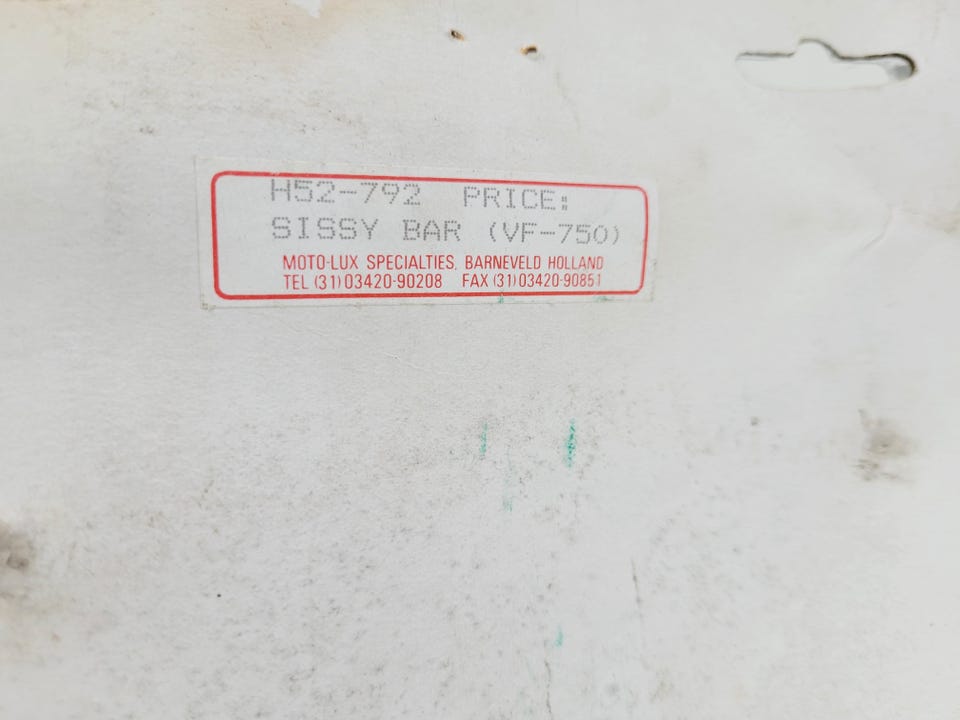 H52-792 PRICE:
SISSY BAR (VF-750)
MOTO-LUX SPECIALTIES, BARNEVELD HOLLAND
TEL (31)03420-90208 FAX (31)03420-90851